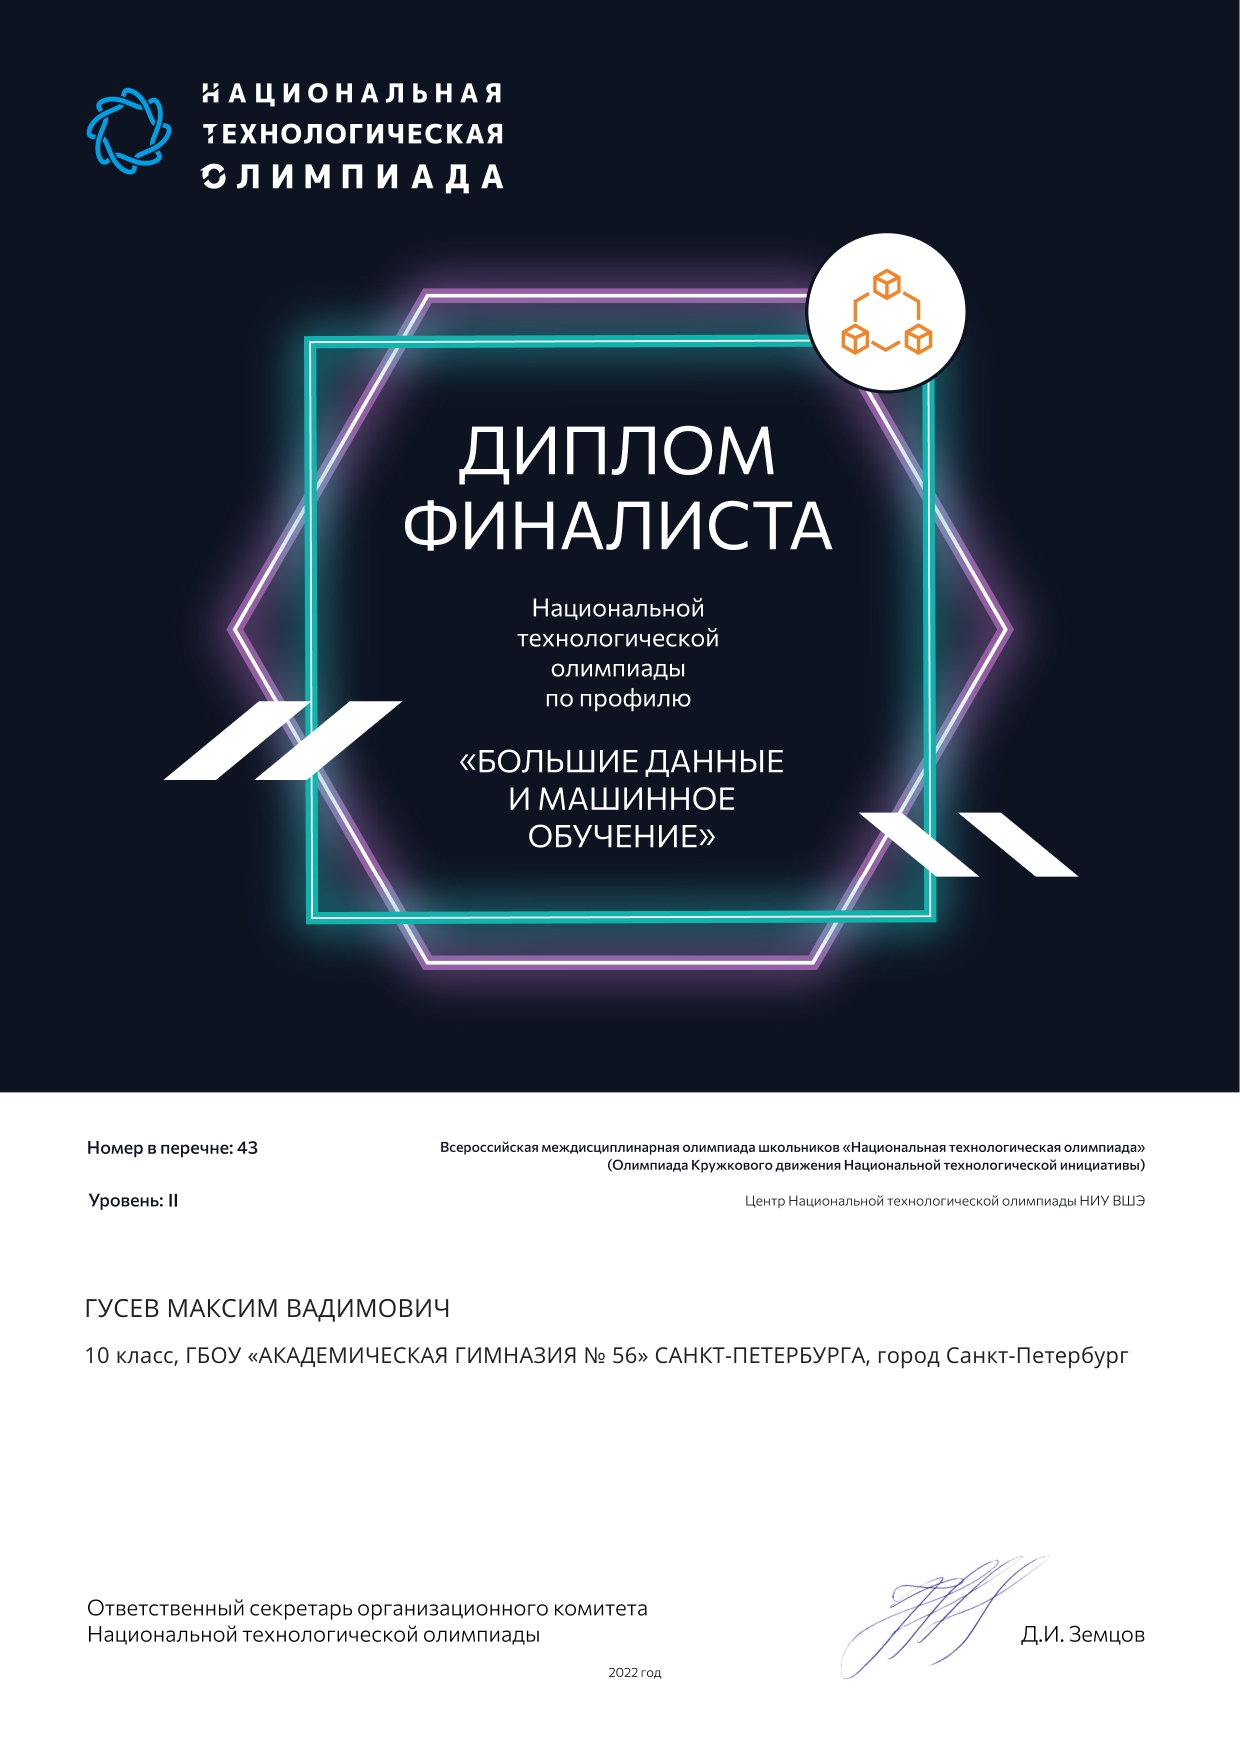 НАЦИОНАЛЬНАЯ
ТЕХНОЛОГИЧЕСКАЯ
ОЛИМПИАДА
ДИПЛОМ
ФИНАЛИСТА
Национальной
технологической
олимпиады
по профилю
«БОЛЬШИЕ ДАННЫЕ
И МАШИННОЕ
ОБУЧЕНИЕ»
Номер в перечне: 43
Всероссийская междисциплинарная олимпиада школьников «Национальная технологическая олимпиада»
(Олимпиада Кружкового движения Национальной технологической инициативы)
Уровень: II
Центр Национальной технологической олимпиады НИУ ВШЭ
ГУСЕВ МАКСИМ ВАДИМОВИЧ
10 класс, ГБОУ «АКАДЕМИЧЕСКАЯ ГИМНАЗИЯ № 56» САНКТ-ПЕТЕРБУРГА, город Санкт-Петербург
Ответственный секретарь организационного комитета
Национальной технологической олимпиады
Д.И. Земцов
2022 год